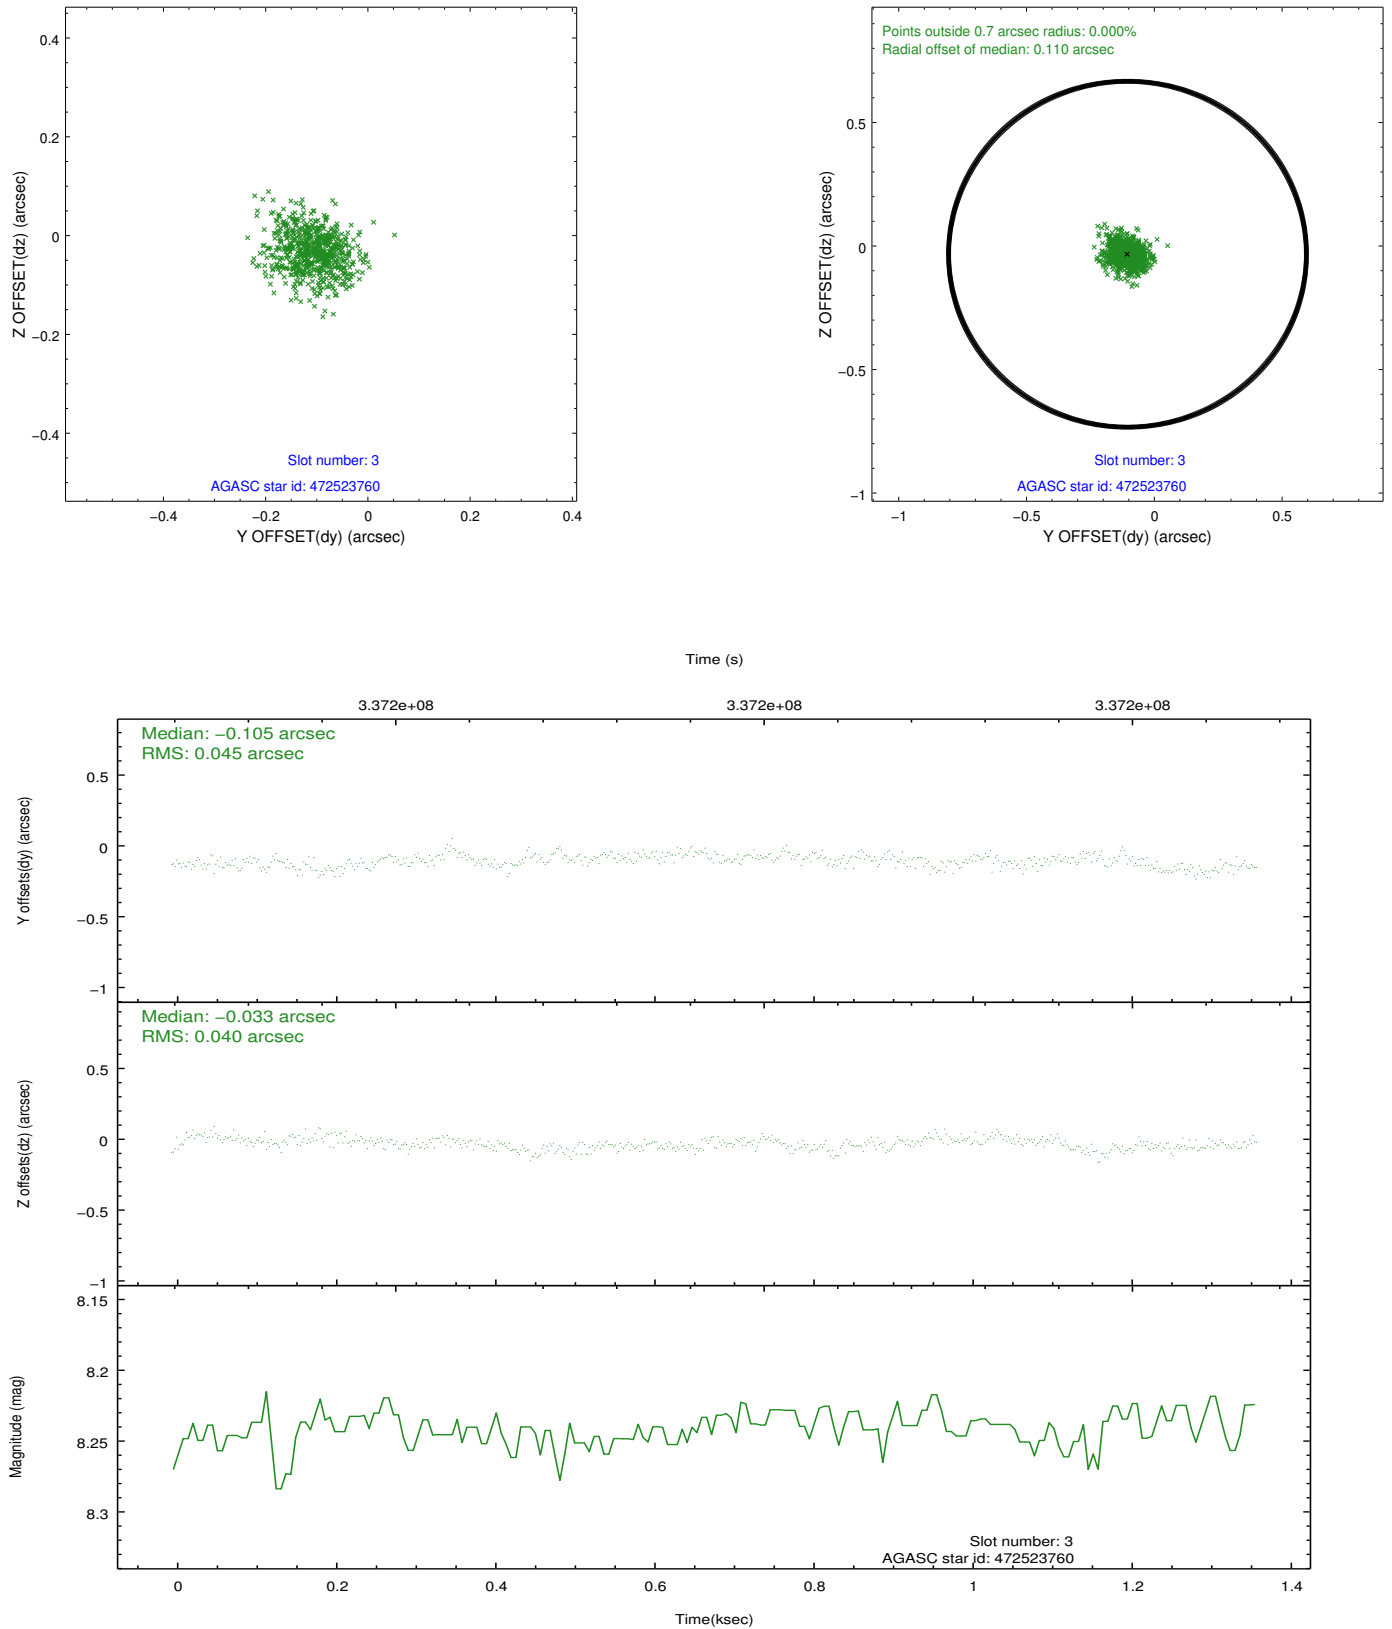 0.4
0.2
0
−0.2
−0.4
Z OFFSET(dz) (arcsec)
Slot number: 3
AGASC star id: 472523760
−0.4 −0.2 0 0.2 0.4
Y OFFSET(dy) (arcsec)
Points outside 0.7 arcsec radius: 0.000%
Radial offset of median: 0.110 arcsec
0.5
0
−0.5
−1
Z OFFSET(dz) (arcsec)
Slot number: 3
AGASC star id: 472523760
−1 −0.5 0 0.5
Y OFFSET(dy) (arcsec)
Time (s)
3.372e+08 3.372e+08 3.372e+08
Median: −0.105 arcsec
RMS: 0.045 arcsec
0.5
0
−0.5
−1
Y offsets(dy) (arcsec)
Median: −0.033 arcsec
RMS: 0.040 arcsec
0.5
0
−0.5
−1
Z offsets(dz) (arcsec)
8.15
8.2
8.25
8.3
Magnitude (mag)
Slot number: 3
AGASC star id: 472523760
0 0.2 0.4 0.6 0.8 1 1.2 1.4
Time(ksec)